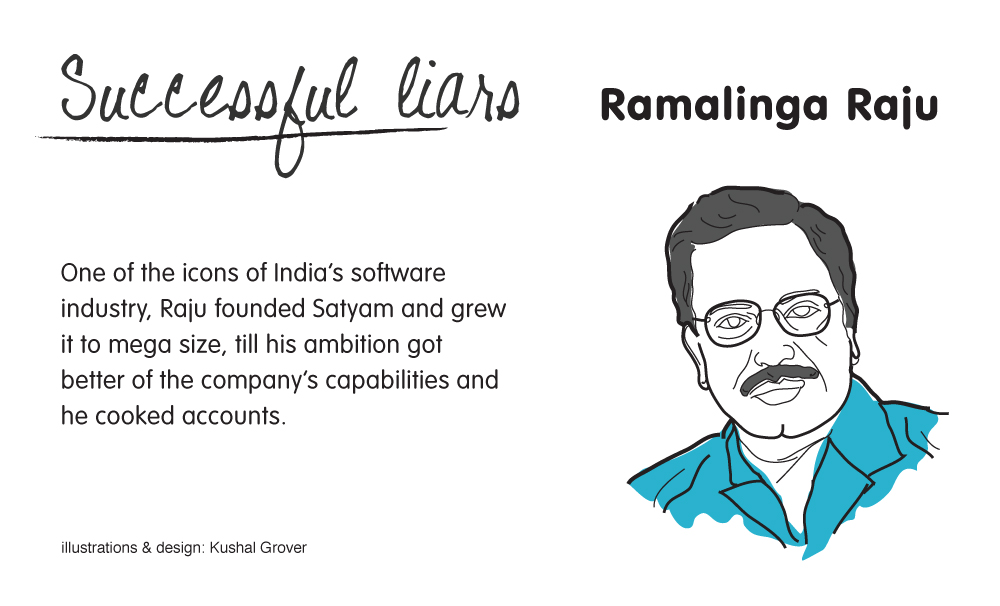 Successful liars
Ramalinga Raju
One of the icons of India's software
industry, Raju founded Satyam and grew
it to mega size, till his ambition got
better of the company's capabilities and
he cooked accounts.
illustrations & design: Kushal Grover